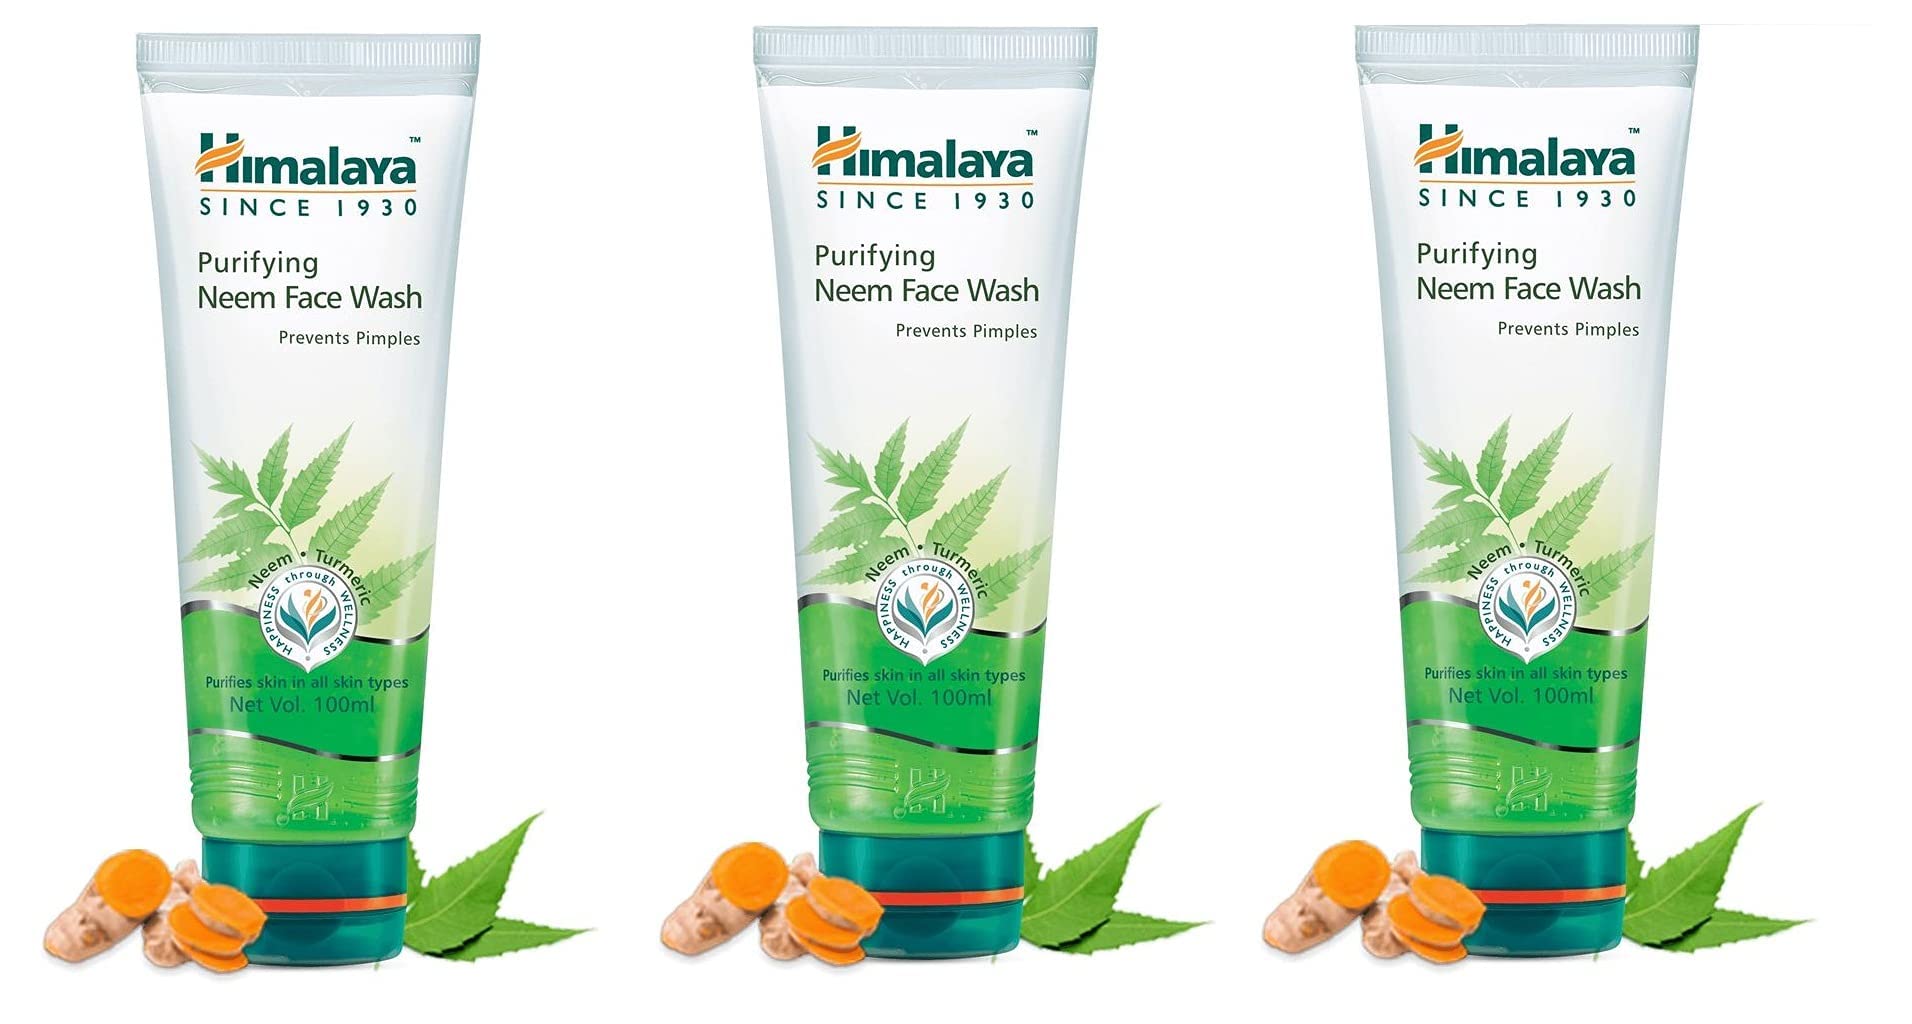 Himalaya™
SINCE 1930
Purifying
Neem Face Wash
Prevents Pimples
Neem • Turmeric
HAPPINESS through WELLNESS
Purifies skin in all skin types
Net Vol. 100ml
H
Himalaya™
SINCE 1930
Purifying
Neem Face Wash
Prevents Pimples
Neem • Turmeric
HAPPINESS through WELLNESS
Purifies skin in all skin types
Net Vol. 100ml
H
Himalaya™
SINCE 1930
Purifying
Neem Face Wash
Prevents Pimples
Neem • Turmeric
HAPPINESS through WELLNESS
Purifies skin in all skin types
Net Vol. 100ml
H